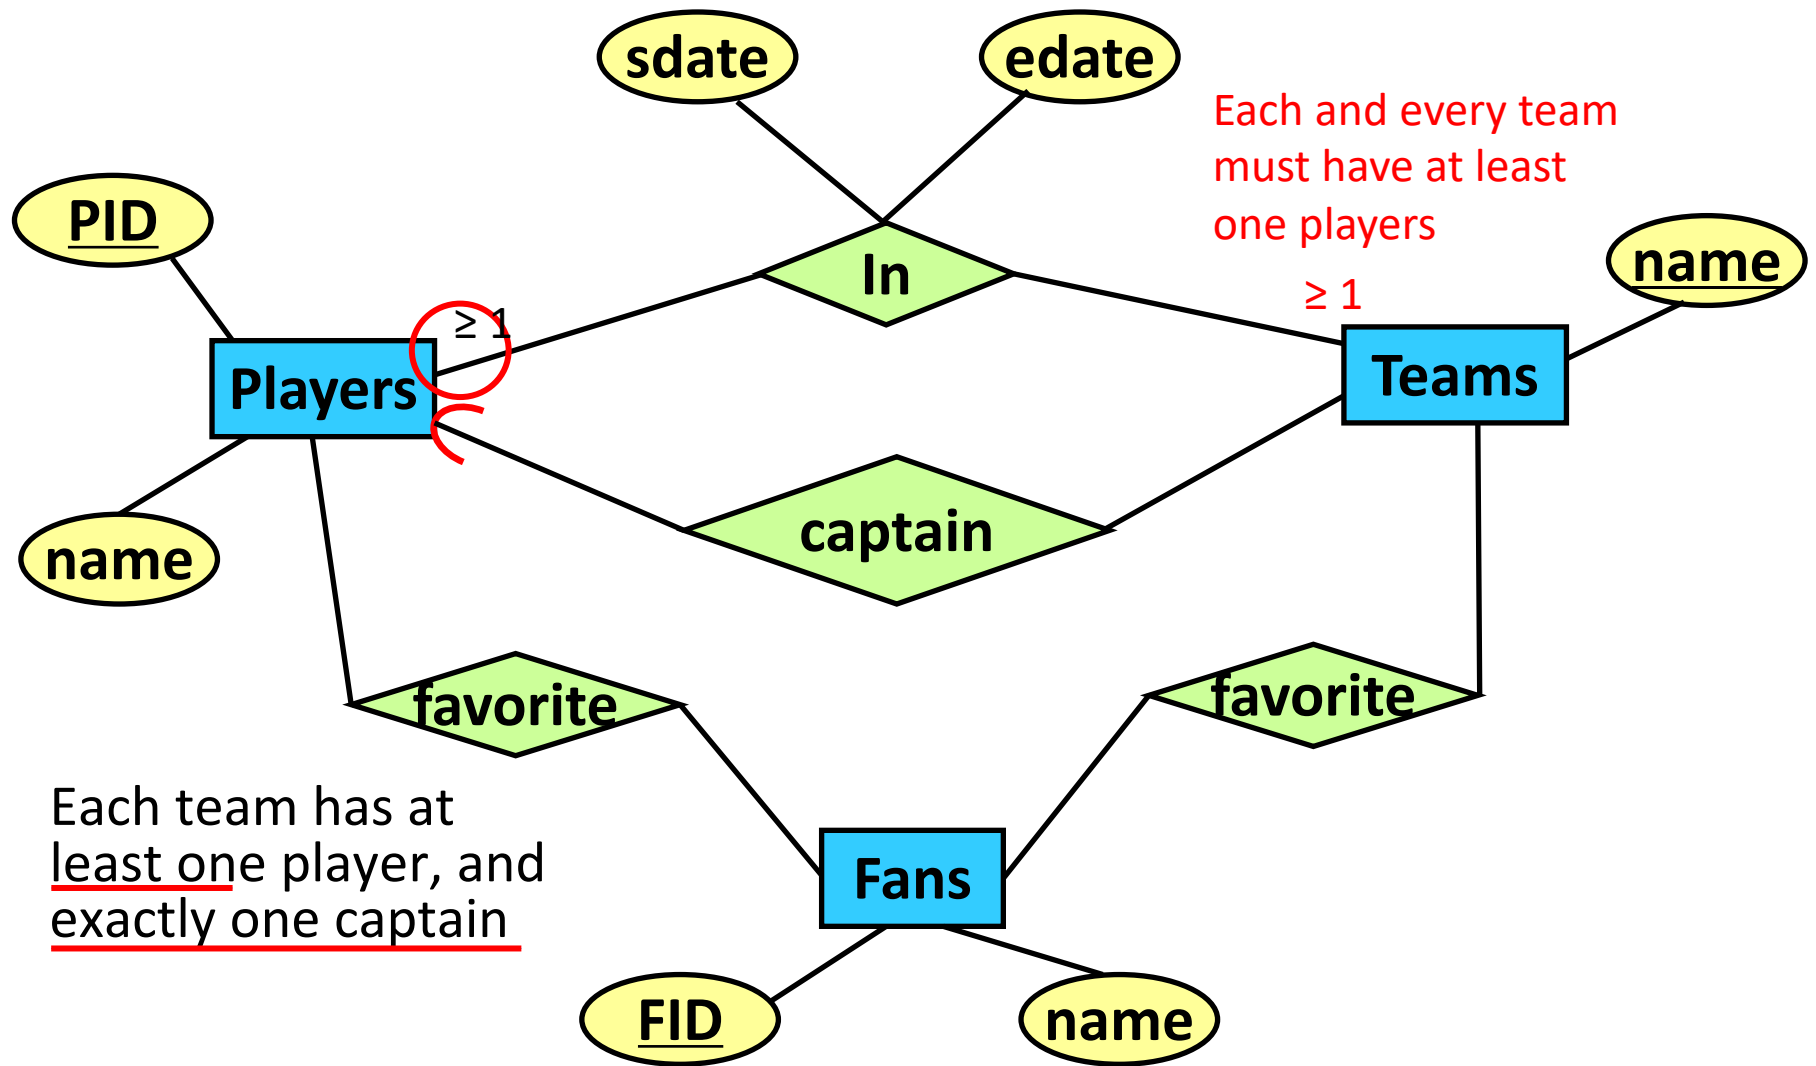 sdate
edate
Each and every team
must have at least
one players
PID
name
In
≥ 1
≥ 1
Players
Teams
captain
name
favorite
favorite
Each team has at
least one player, and
exactly one captain
Fans
FID
name